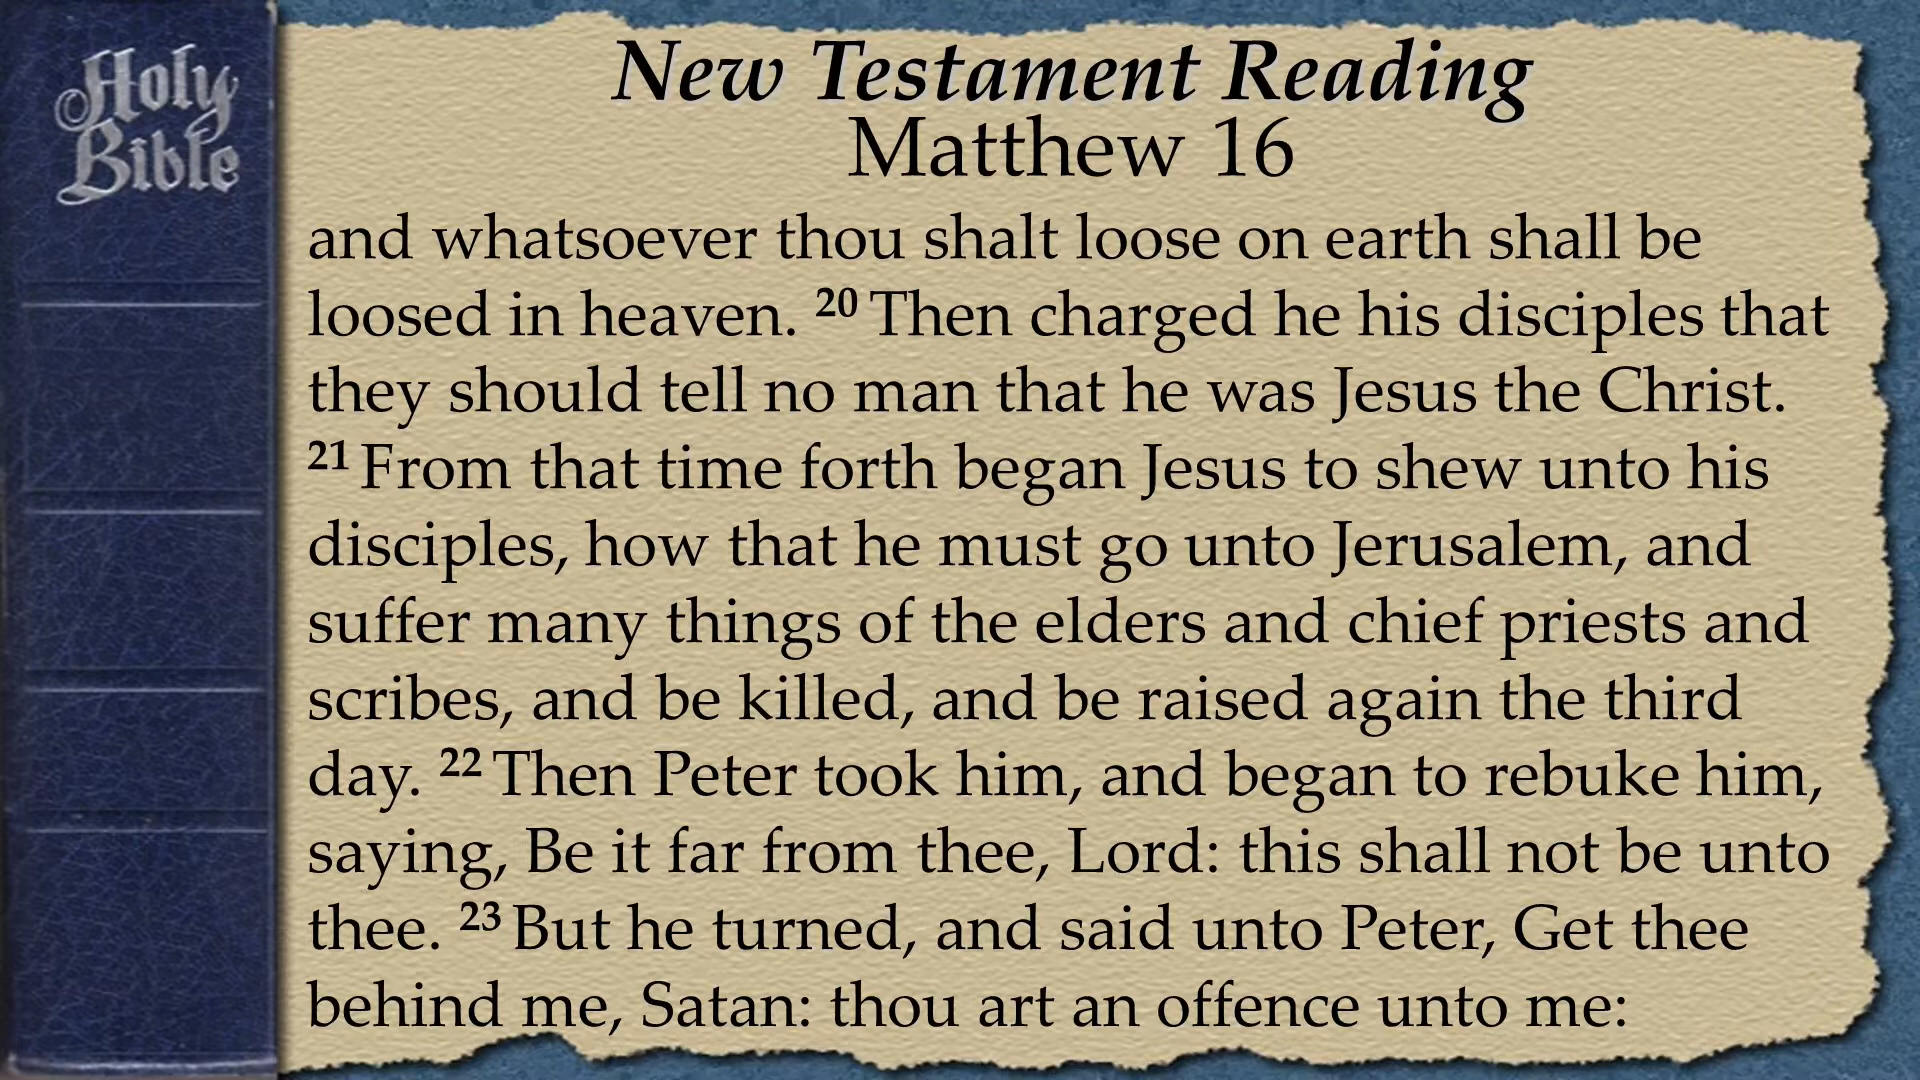 Holy
Bible
New Testament Reading
Matthew 16
and whatsoever thou shalt loose on earth shall be
loosed in heaven. 20 Then charged he his disciples that
they should tell no man that he was Jesus the Christ.
21 From that time forth began Jesus to shew unto his
disciples, how that he must go unto Jerusalem, and
suffer many things of the elders and chief priests and
scribes, and be killed, and be raised again the third
day. 22 Then Peter took him, and began to rebuke him,
saying, Be it far from thee, Lord: this shall not be unto
thee. 23 But he turned, and said unto Peter, Get thee
behind me, Satan: thou art an offence unto me: